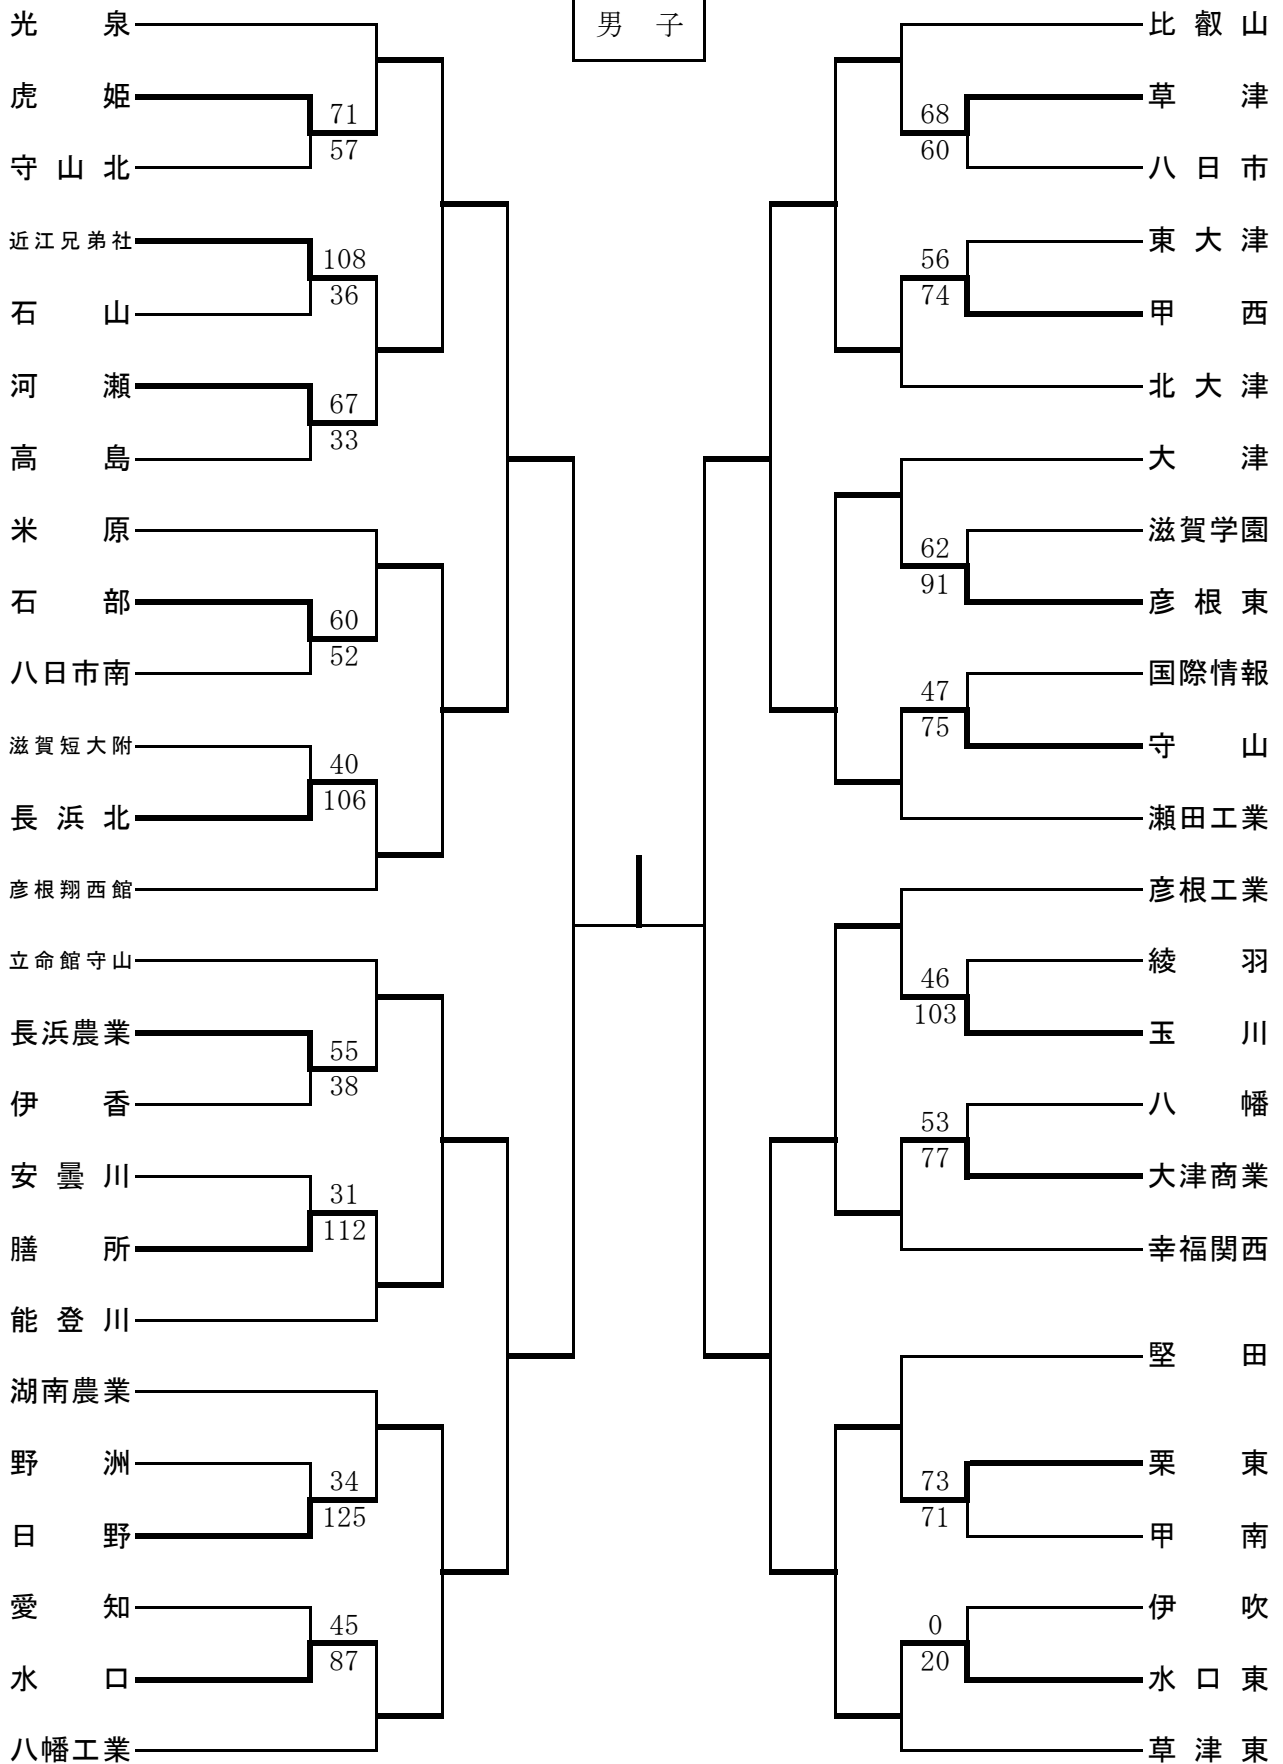 男 子
光 泉
虎 姫
71
57
守 山 北
近江兄弟社
108
36
石 山
河 瀬
67
33
高 島
米 原
石 部
60
52
八日市南
滋賀短大附
40
106
長 浜 北
彦根翔西館
立命館守山
長浜農業
55
38
伊 香
安 曇 川
31
112
膳 所
能 登 川
湖南農業
野 洲
34
125
日 野
愛 知
45
87
水 口
八幡工業
比 叡 山
草 津
68
60
八 日 市
東 大 津
56
74
甲 西
北 大 津
大 津
滋賀学園
62
91
彦 根 東
国際情報
47
75
守 山
瀬田工業
彦根工業
綾 羽
46
103
玉 川
八 幡
53
77
大津商業
幸福関西
堅 田
栗 東
73
71
甲 南
伊 吹
0
20
水 口 東
草 津 東